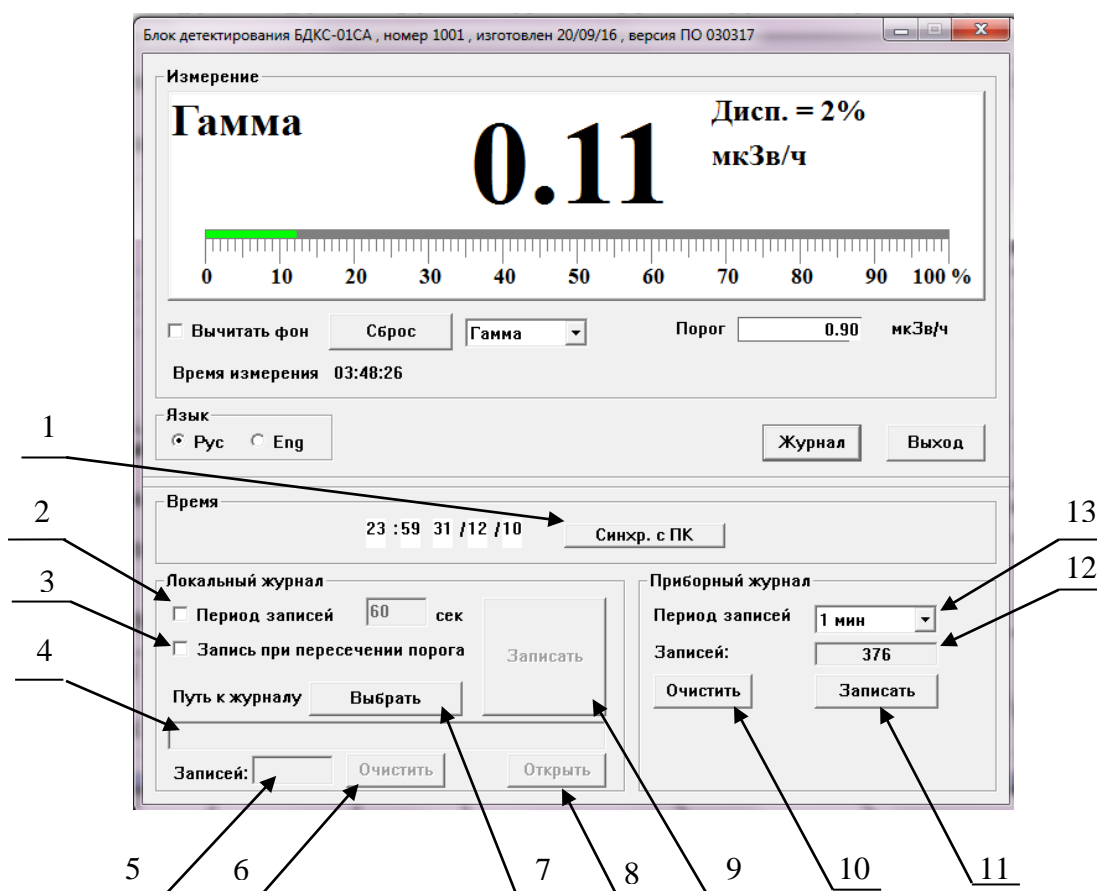 Блок детектирования БДКС-01СА , номер 1001 , изготовлен 20/09/16 , версия ПО 030317
Измерение
Гамма 0.11 Дисп. = 2%
мкЗв/ч
0 10 20 30 40 50 60 70 80 90 100 %
Вычитать фон Сброс Гамма Порог 0.90 мкЗв/ч
Время измерения 03:48:26
Язык
1
Рус Eng Журнал Выход
Время
2
23 :59 31 /12 /10 Синхр. с ПК
13
Локальный журнал Приборный журнал
12
3
Период записей 60 сек Период записей 1 мин
4
Запись при пересечении порога Записать Записей: 376
Путь к журналу Выбрать Очистить Записать
Записей: Очистить Открыть
5 6 7 8 9 10 11